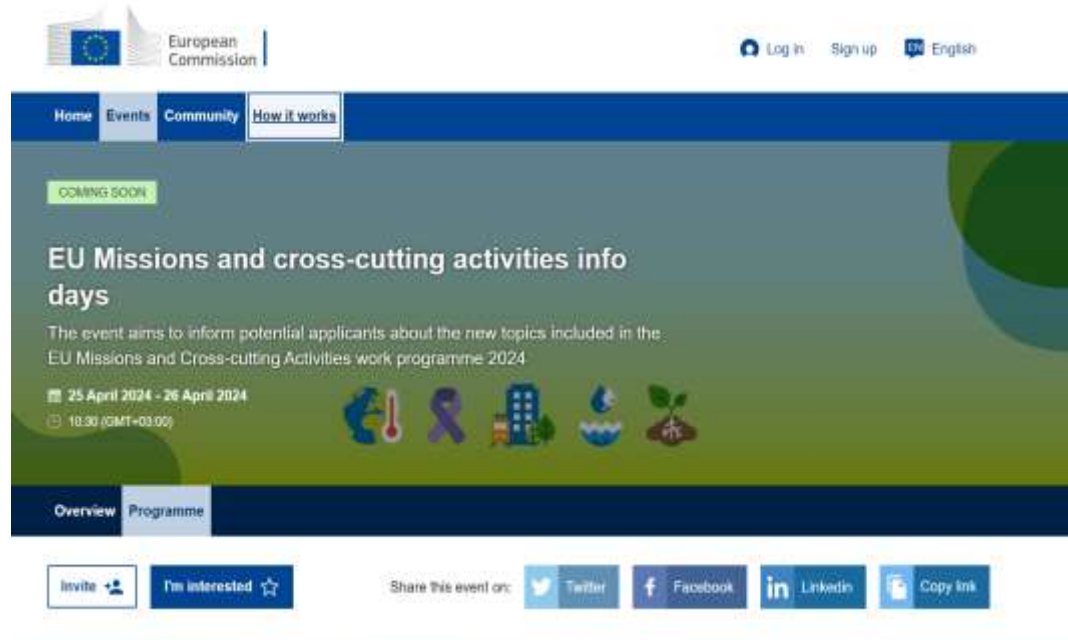 European
Commission
Log in Sign up EN English
Home Events Community How it works
COMING SOON
EU Missions and cross-cutting activities info
days
The event aims to inform potential applicants about the new topics included in the
EU Missions and Cross-cutting Activities work programme 2024
25 April 2024 - 26 April 2024
10:30 (GMT+03:00)
Overview Programme
Invite I'm interested Share this event on: Twitter f Facebook in Linkedin Copy link